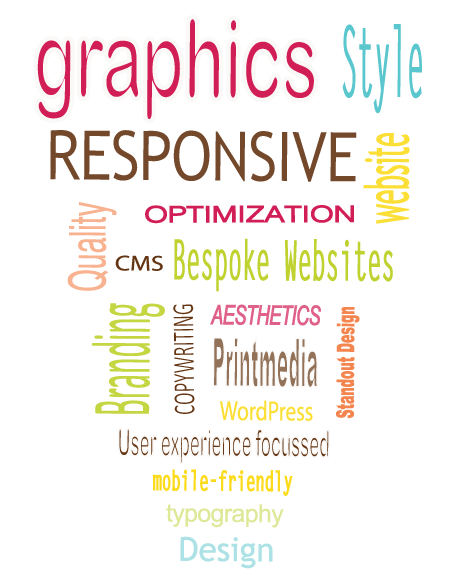 graphics
Style
RESPONSIVE
website
OPTIMIZATION
Quality
CMS
Bespoke Websites
Branding
COPYWRITING
AESTHETICS
Printmedia
Standout Design
WordPress
User experience focussed
mobile-friendly
typography
Design